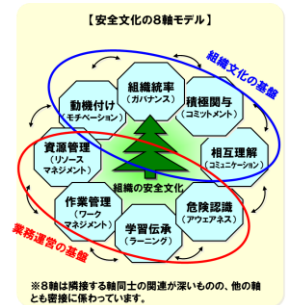 【安全文化の８軸モデル】
組織文化の基盤
組織統率
（ガバナンス）
動機付け
（モチベーション）
積極関与
（コミットメント）
資源管理
（リソース
マネジメント）
相互理解
（コミュニケーション）
組織の安全文化
作業管理
（ワーク
マネジメント）
危険認識
（アウェアネス）
学習伝承
（ラーニング）
業務運営の基盤
※８軸は隣接する軸同士の関連が深いものの、他の軸
とも密接に係わっています。